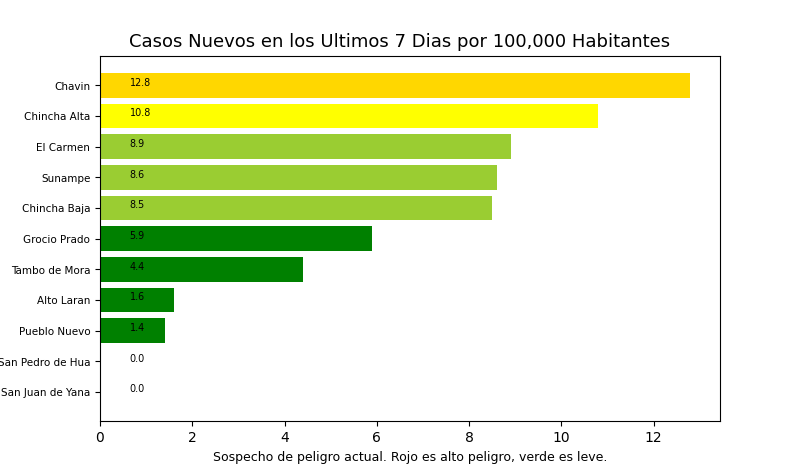 Casos Nuevos en los Ultimos 7 Dias por 100,000 Habitantes
Chavin 12.8
Chincha Alta 10.8
El Carmen 8.9
Sunampe 8.6
Chincha Baja 8.5
Grocio Prado 5.9
Tambo de Mora 4.4
Alto Laran 1.6
Pueblo Nuevo 1.4
San Pedro de Hua 0.0
San Juan de Yana 0.0
0 2 4 6 8 10 12
Sospecho de peligro actual. Rojo es alto peligro, verde es leve.